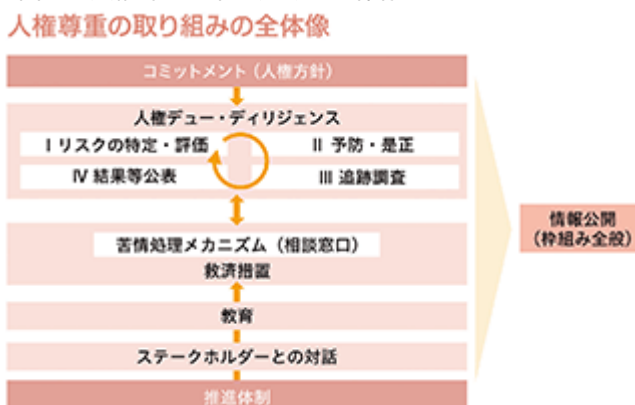 人権尊重の取り組みの全体像
コミットメント（人権方針）
人権デュー・ディリジェンス
Ⅰ リスクの特定・評価
Ⅱ 予防・是正
Ⅳ 結果等公表
Ⅲ 追跡調査
苦情処理メカニズム（相談窓口）
救済措置
教育
ステークホルダーとの対話
推進体制
情報公開
（枠組み全般）